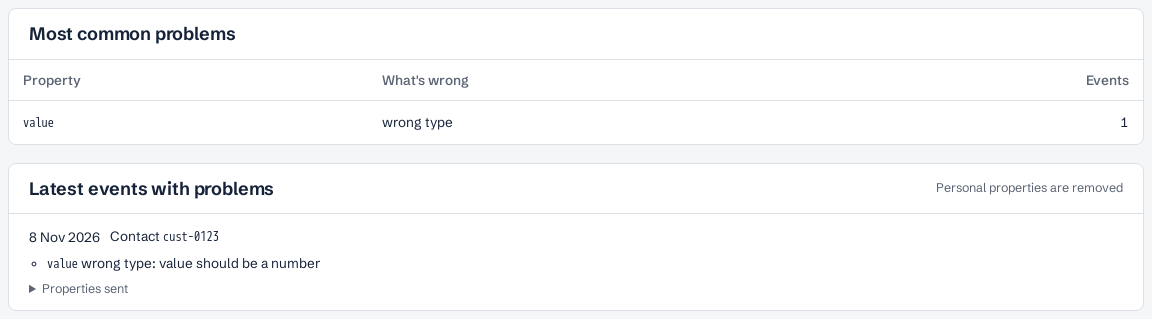 Most common problems
Property What's wrong Events
value wrong type 1
Latest events with problems Personal properties are removed
8 Nov 2026 Contact cust-0123
value wrong type: value should be a number
Properties sent